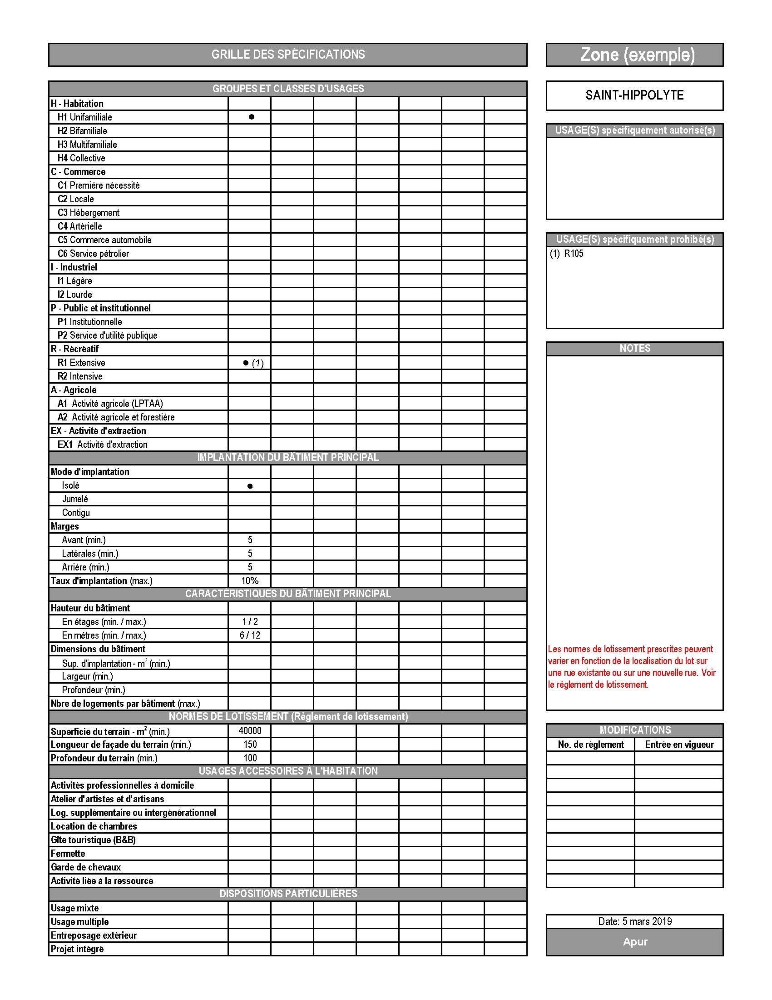 GRILLE DES SPÉCIFICATIONS
Zone (exemple)
GROUPES ET CLASSES D'USAGES
H - Habitation
H1 Unifamiliale ●
H2 Bifamiliale
H3 Multifamiliale
H4 Collective
C - Commerce
C1 Première nécessité
C2 Locale
C3 Hébergement
C4 Artérielle
C5 Commerce automobile
C6 Service pétrolier
I - Industriel
I1 Légère
I2 Lourde
P - Public et institutionnel
P1 Institutionnelle
P2 Service d'utilité publique
R - Récréatif
R1 Extensive ● (1)
R2 Intensive
A - Agricole
A1 Activité agricole (LPTAA)
A2 Activité agricole et forestière
EX - Activité d'extraction
EX1 Activité d'extraction
IMPLANTATION DU BÂTIMENT PRINCIPAL
Mode d'implantation
Isolé ●
Jumelé
Contigu
Marges
Avant (min.) 5
Latérales (min.) 5
Arrière (min.) 5
Taux d'implantation (max.) 10%
CARACTÉRISTIQUES DU BÂTIMENT PRINCIPAL
Hauteur du bâtiment
En étages (min. / max.) 1 / 2
En mètres (min. / max.) 6 / 12
Dimensions du bâtiment
Sup. d'implantation - m² (min.)
Largeur (min.)
Profondeur (min.)
Nbre de logements par bâtiment (max.)
NORMES DE LOTISSEMENT (Règlement de lotissement)
Superficie du terrain - m² (min.) 40000
Longueur de façade du terrain (min.) 150
Profondeur du terrain (min.) 100
USAGES ACCESSOIRES À L'HABITATION
Activités professionnelles à domicile
Atelier d'artistes et d'artisans
Log. supplémentaire ou intergénérationnel
Location de chambres
Gîte touristique (B&B)
Fermette
Garde de chevaux
Activité liée à la ressource
DISPOSITIONS PARTICULIÈRES
Usage mixte
Usage multiple
Entreposage extérieur
Projet intégré
SAINT-HIPPOLYTE
USAGE(S) spécifiquement autorisé(s)
USAGE(S) spécifiquement prohibé(s)
(1) R105
NOTES
Les normes de lotissement prescrites peuvent
varier en fonction de la localisation du lot sur
une rue existante ou sur une nouvelle rue. Voir
le règlement de lotissement.
MODIFICATIONS
No. de règlement Entrée en vigueur
Date: 5 mars 2019
Apur